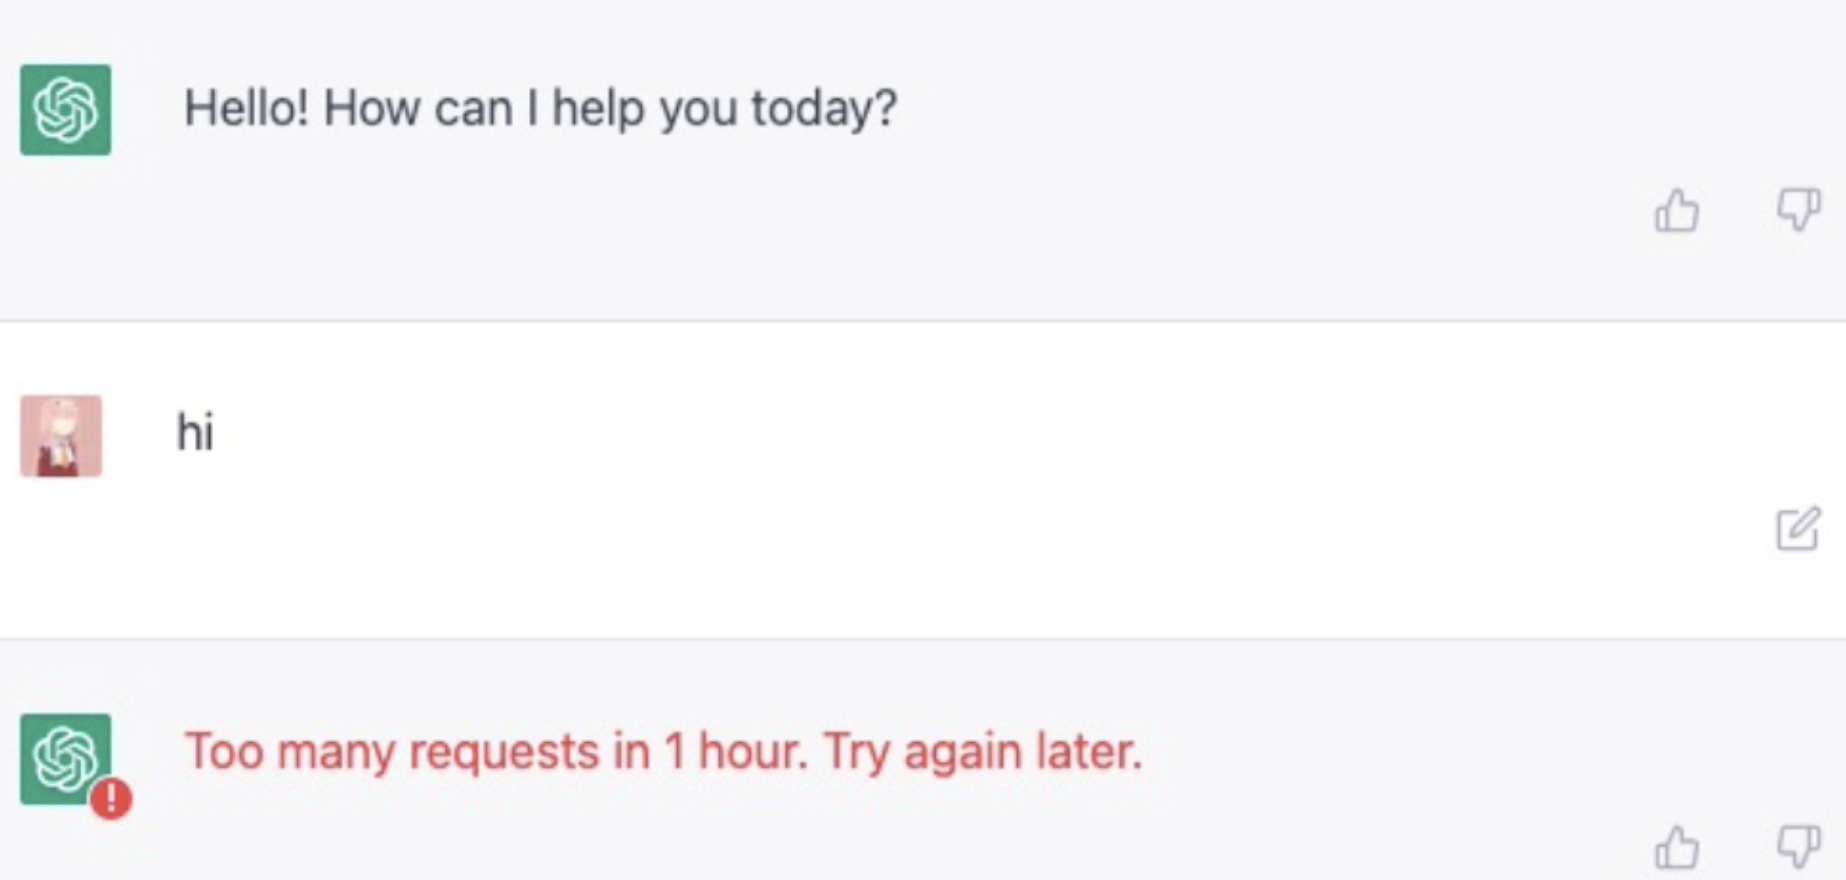 Hello! How can I help you today?
hi
Too many requests in 1 hour. Try again later.